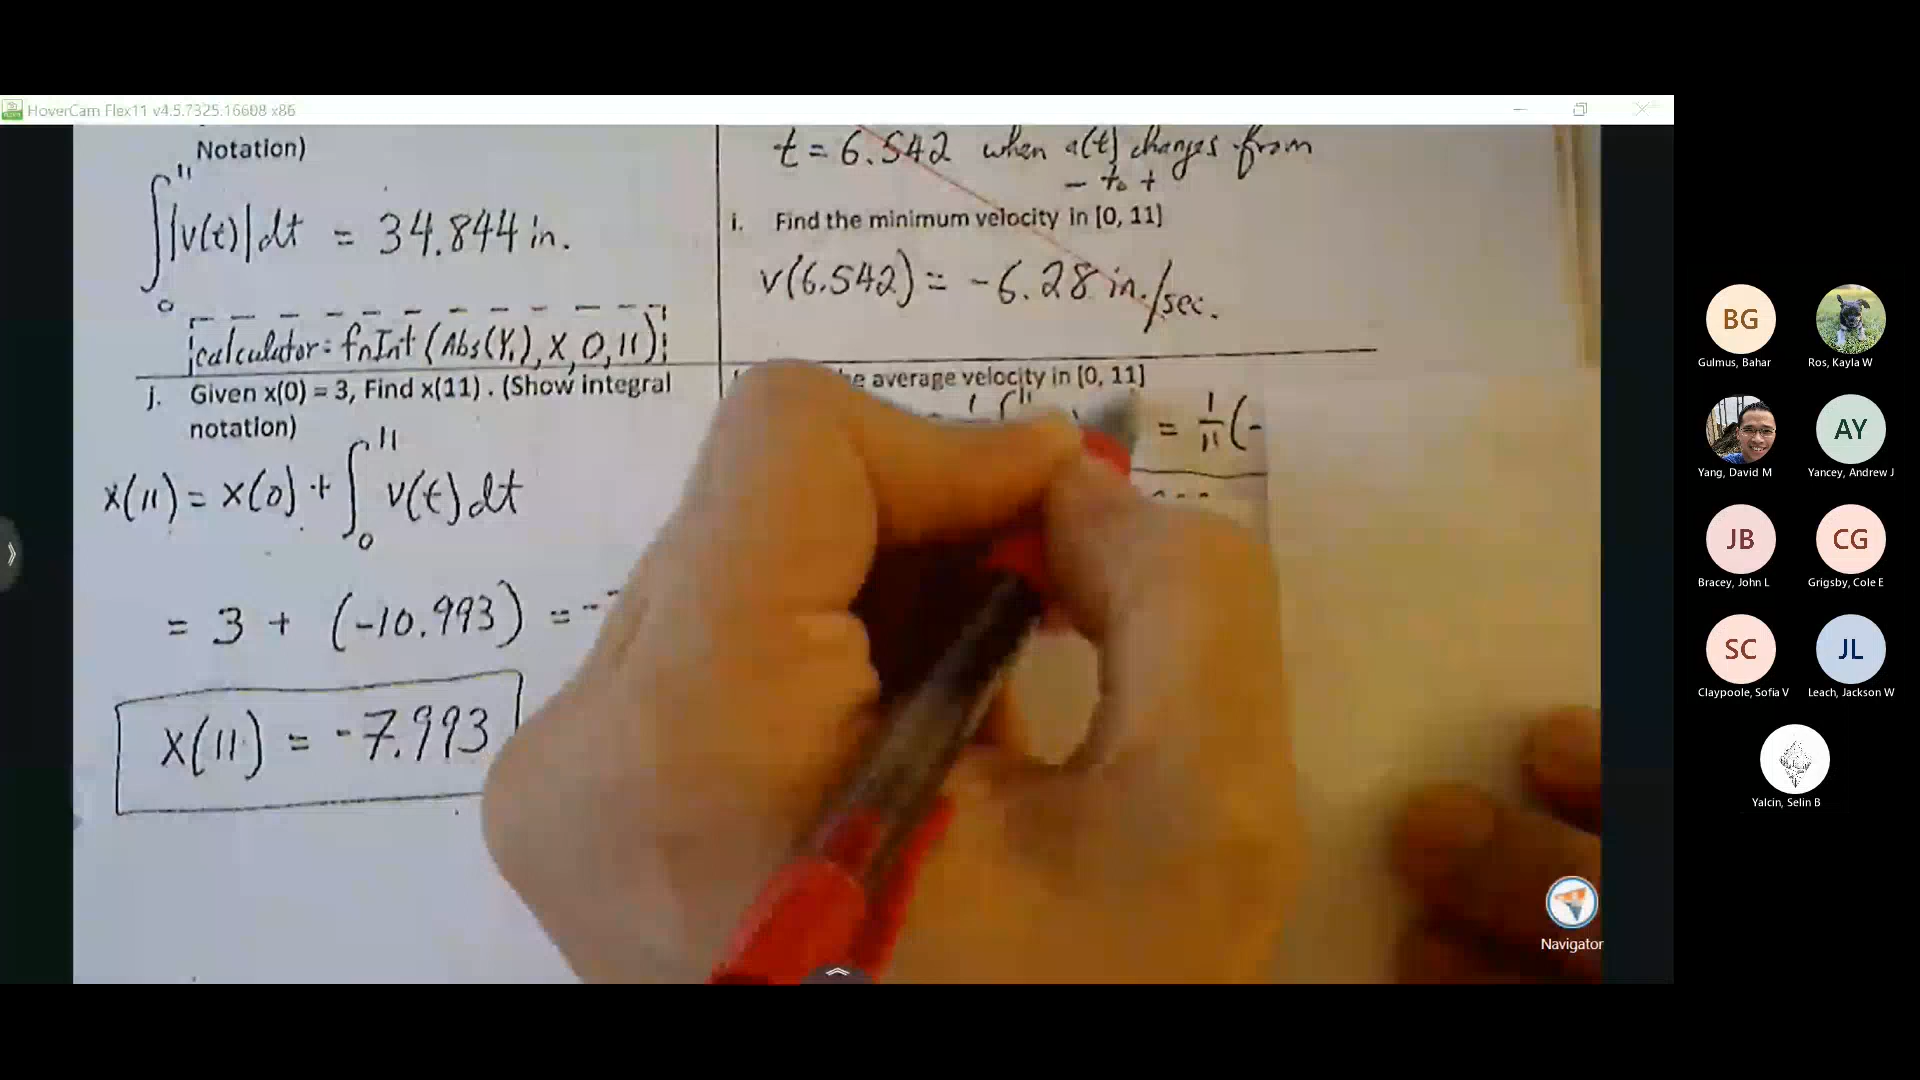 HoverCam Flex11 v4.5.7325.16608 x86
Notation)
∫₀¹¹ |v(t)| dt = 34.844 in.
calculator: fnInt (Abs(Y₁), X, 0, 11)
j. Given x(0) = 3, Find x(11) . (Show integral
notation)
x(11) = x(0) + ∫₀¹¹ v(t) dt
= 3 + (-10.993) = -
x(11) = -7.993
t = 6.542 when a(t) changes from
- to +
i. Find the minimum velocity in [0, 11]
v(6.542) = -6.28 in./sec.
average velocity in [0, 11]
= 1/11 (-
Navigator
BG
Gulmus, Bahar
Ros, Kayla W
Yang, David M
AY
Yancey, Andrew J
JB
Bracey, John L
CG
Grigsby, Cole E
SC
Claypoole, Sofia V
JL
Leach, Jackson W
Yalcin, Selin B